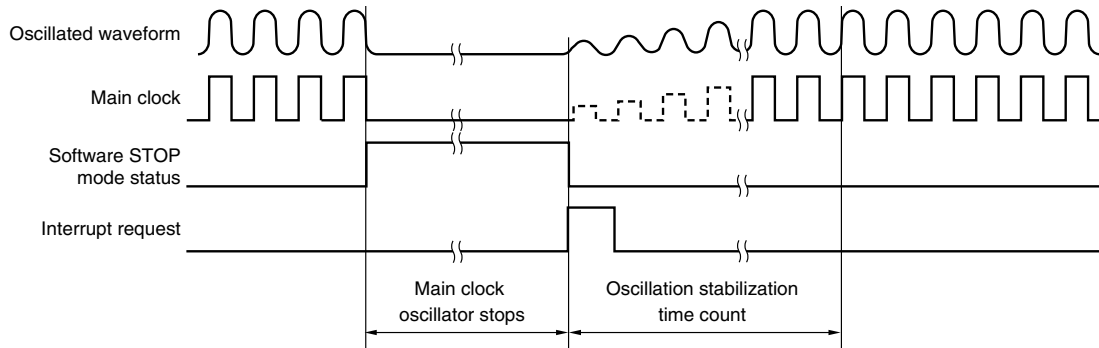 Oscillated waveform
Main clock
Software STOP
mode status
Interrupt request
Main clock
oscillator stops
Oscillation stabilization
time count